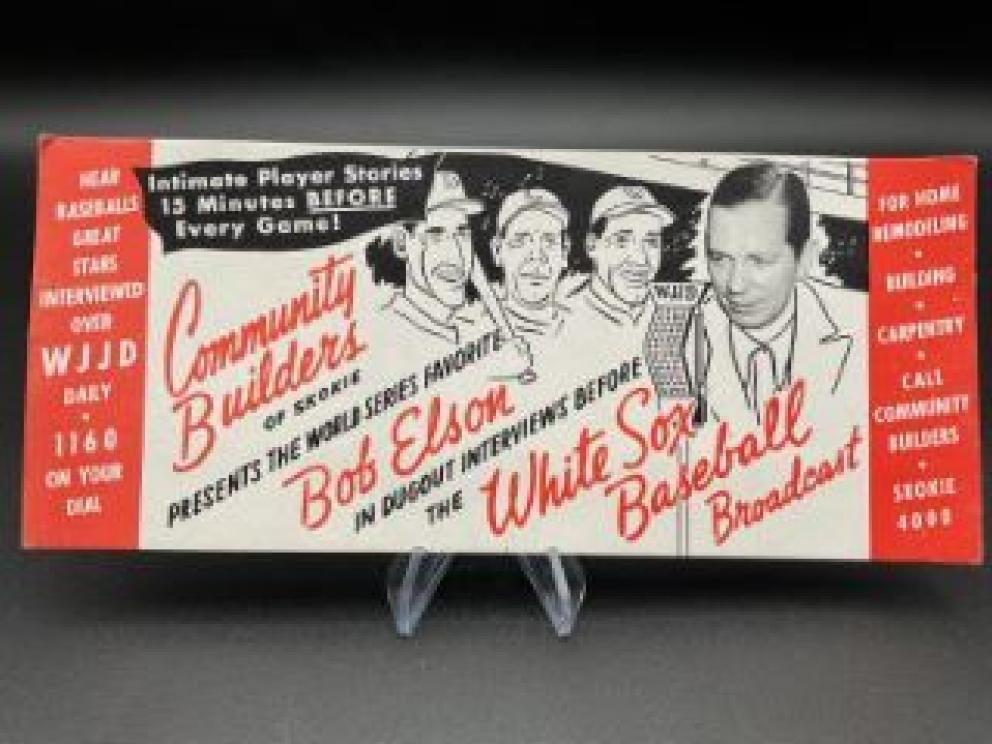 HEAR
BASEBALLS
GREAT
STARS
INTERVIEWED
OVER
WJJD
DAILY
•
1160
ON YOUR
DIAL
Intimate Player Stories
15 Minutes BEFORE
Every Game!
Community
Builders
OF SKOKIE
PRESENTS THE WORLD SERIES FAVORITE
Bob Elson
IN DUGOUT INTERVIEWS BEFORE
THE White Sox
Baseball
Broadcast
WJJD
FOR HOME
REMODELING
•
BUILDING
•
CARPENTRY
•
CALL
COMMUNITY
BUILDERS
•
SKOKIE